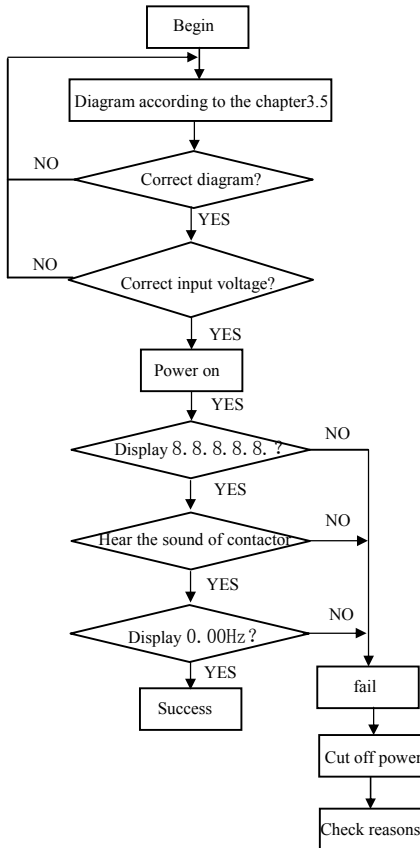 Begin
Diagram according to the chapter3.5
NO
Correct diagram?
YES
NO
Correct input voltage?
YES
Power on
YES
NO
Display 8.8.8.8.8.?
YES
Hear the sound of contactor
NO
YES
NO
Display 0.00Hz?
YES
Success
fail
Cut off power
Check reasons